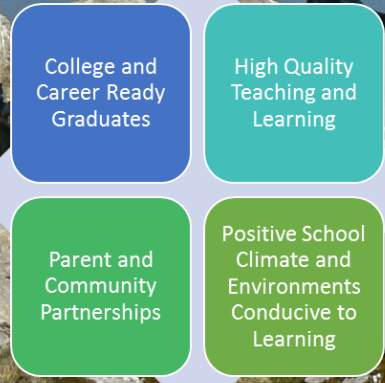 College and
Career Ready
Graduates
High Quality
Teaching and
Learning
Parent and
Community
Partnerships
Positive School
Climate and
Environments
Conducive to
Learning